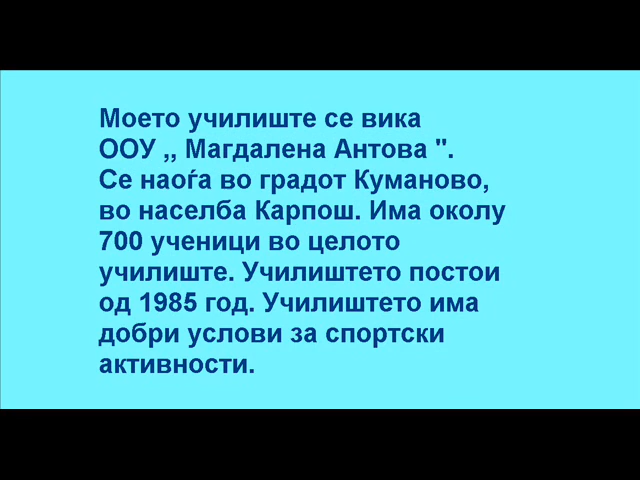 Моето училиште се вика
ООУ ,, Магдалена Антова ".
Се наоѓа во градот Куманово,
во населба Карпош. Има околу
700 ученици во целото
училиште. Училиштето постои
од 1985 год. Училиштето има
добри услови за спортски
активности.